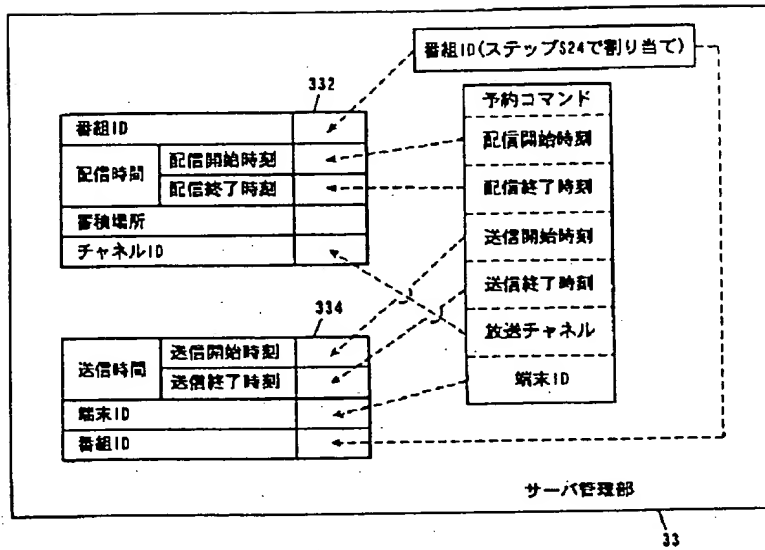 番組ID(ステップS24で割り当て)
332
予約コマンド
番組ID
配信時間
配信開始時刻
配信終了時刻
蓄積場所
チャネルID
配信開始時刻
配信終了時刻
送信開始時刻
送信終了時刻
放送チャネル
端末ID
334
送信時間
送信開始時刻
送信終了時刻
端末ID
番組ID
サーバ管理部
33